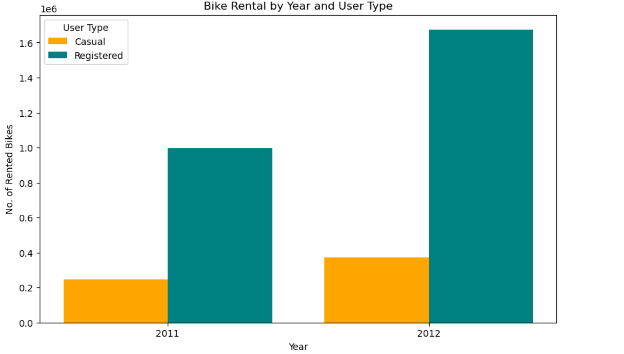 Bike Rental by Year and User Type
1e6
User Type
Casual
Registered
No. of Rented Bikes
1.6
1.4
1.2
1.0
0.8
0.6
0.4
0.2
0.0
2011
2012
Year